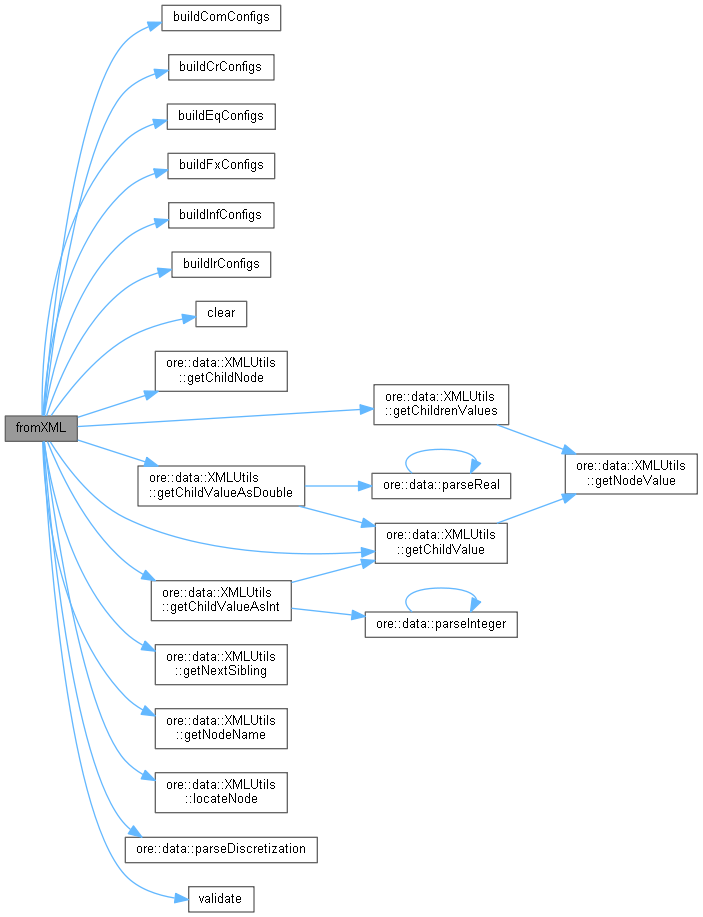 buildComConfigs
buildCrConfigs
buildEqConfigs
buildFxConfigs
buildInfConfigs
buildIrConfigs
clear
ore::data::XMLUtils
::getChildNode
ore::data::XMLUtils
::getChildrenValues
fromXML
ore::data::XMLUtils
::getChildValueAsDouble
ore::data::parseReal
ore::data::XMLUtils
::getNodeValue
ore::data::XMLUtils
::getChildValue
ore::data::XMLUtils
::getChildValueAsInt
ore::data::parseInteger
ore::data::XMLUtils
::getNextSibling
ore::data::XMLUtils
::getNodeName
ore::data::XMLUtils
::locateNode
ore::data::parseDiscretization
validate